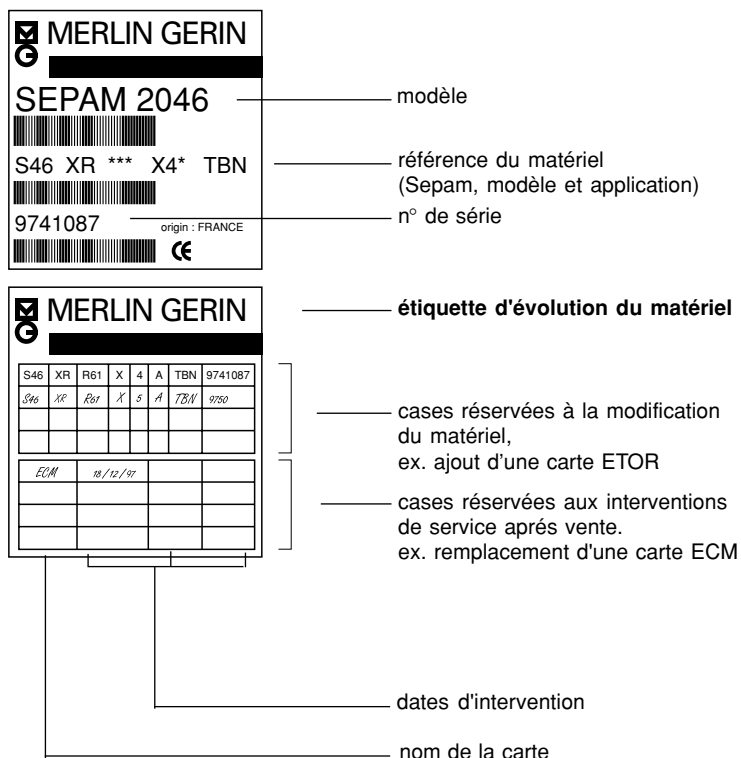 MERLIN GERIN
SEPAM 2046
modèle
S46 XR *** X4* TBN
référence du matériel
(Sepam, modèle et application)
9741087
origin : FRANCE
n° de série
CE
MERLIN GERIN
étiquette d'évolution du matériel
S46 XR R61 X 4 A TBN 9741087
S46 XR R61 X 5 A TBN 9750
cases réservées à la modification
du matériel,
ex. ajout d'une carte ETOR
ECM 18/12/97
cases réservées aux interventions
de service aprés vente.
ex. remplacement d'une carte ECM
dates d'intervention
nom de la carte